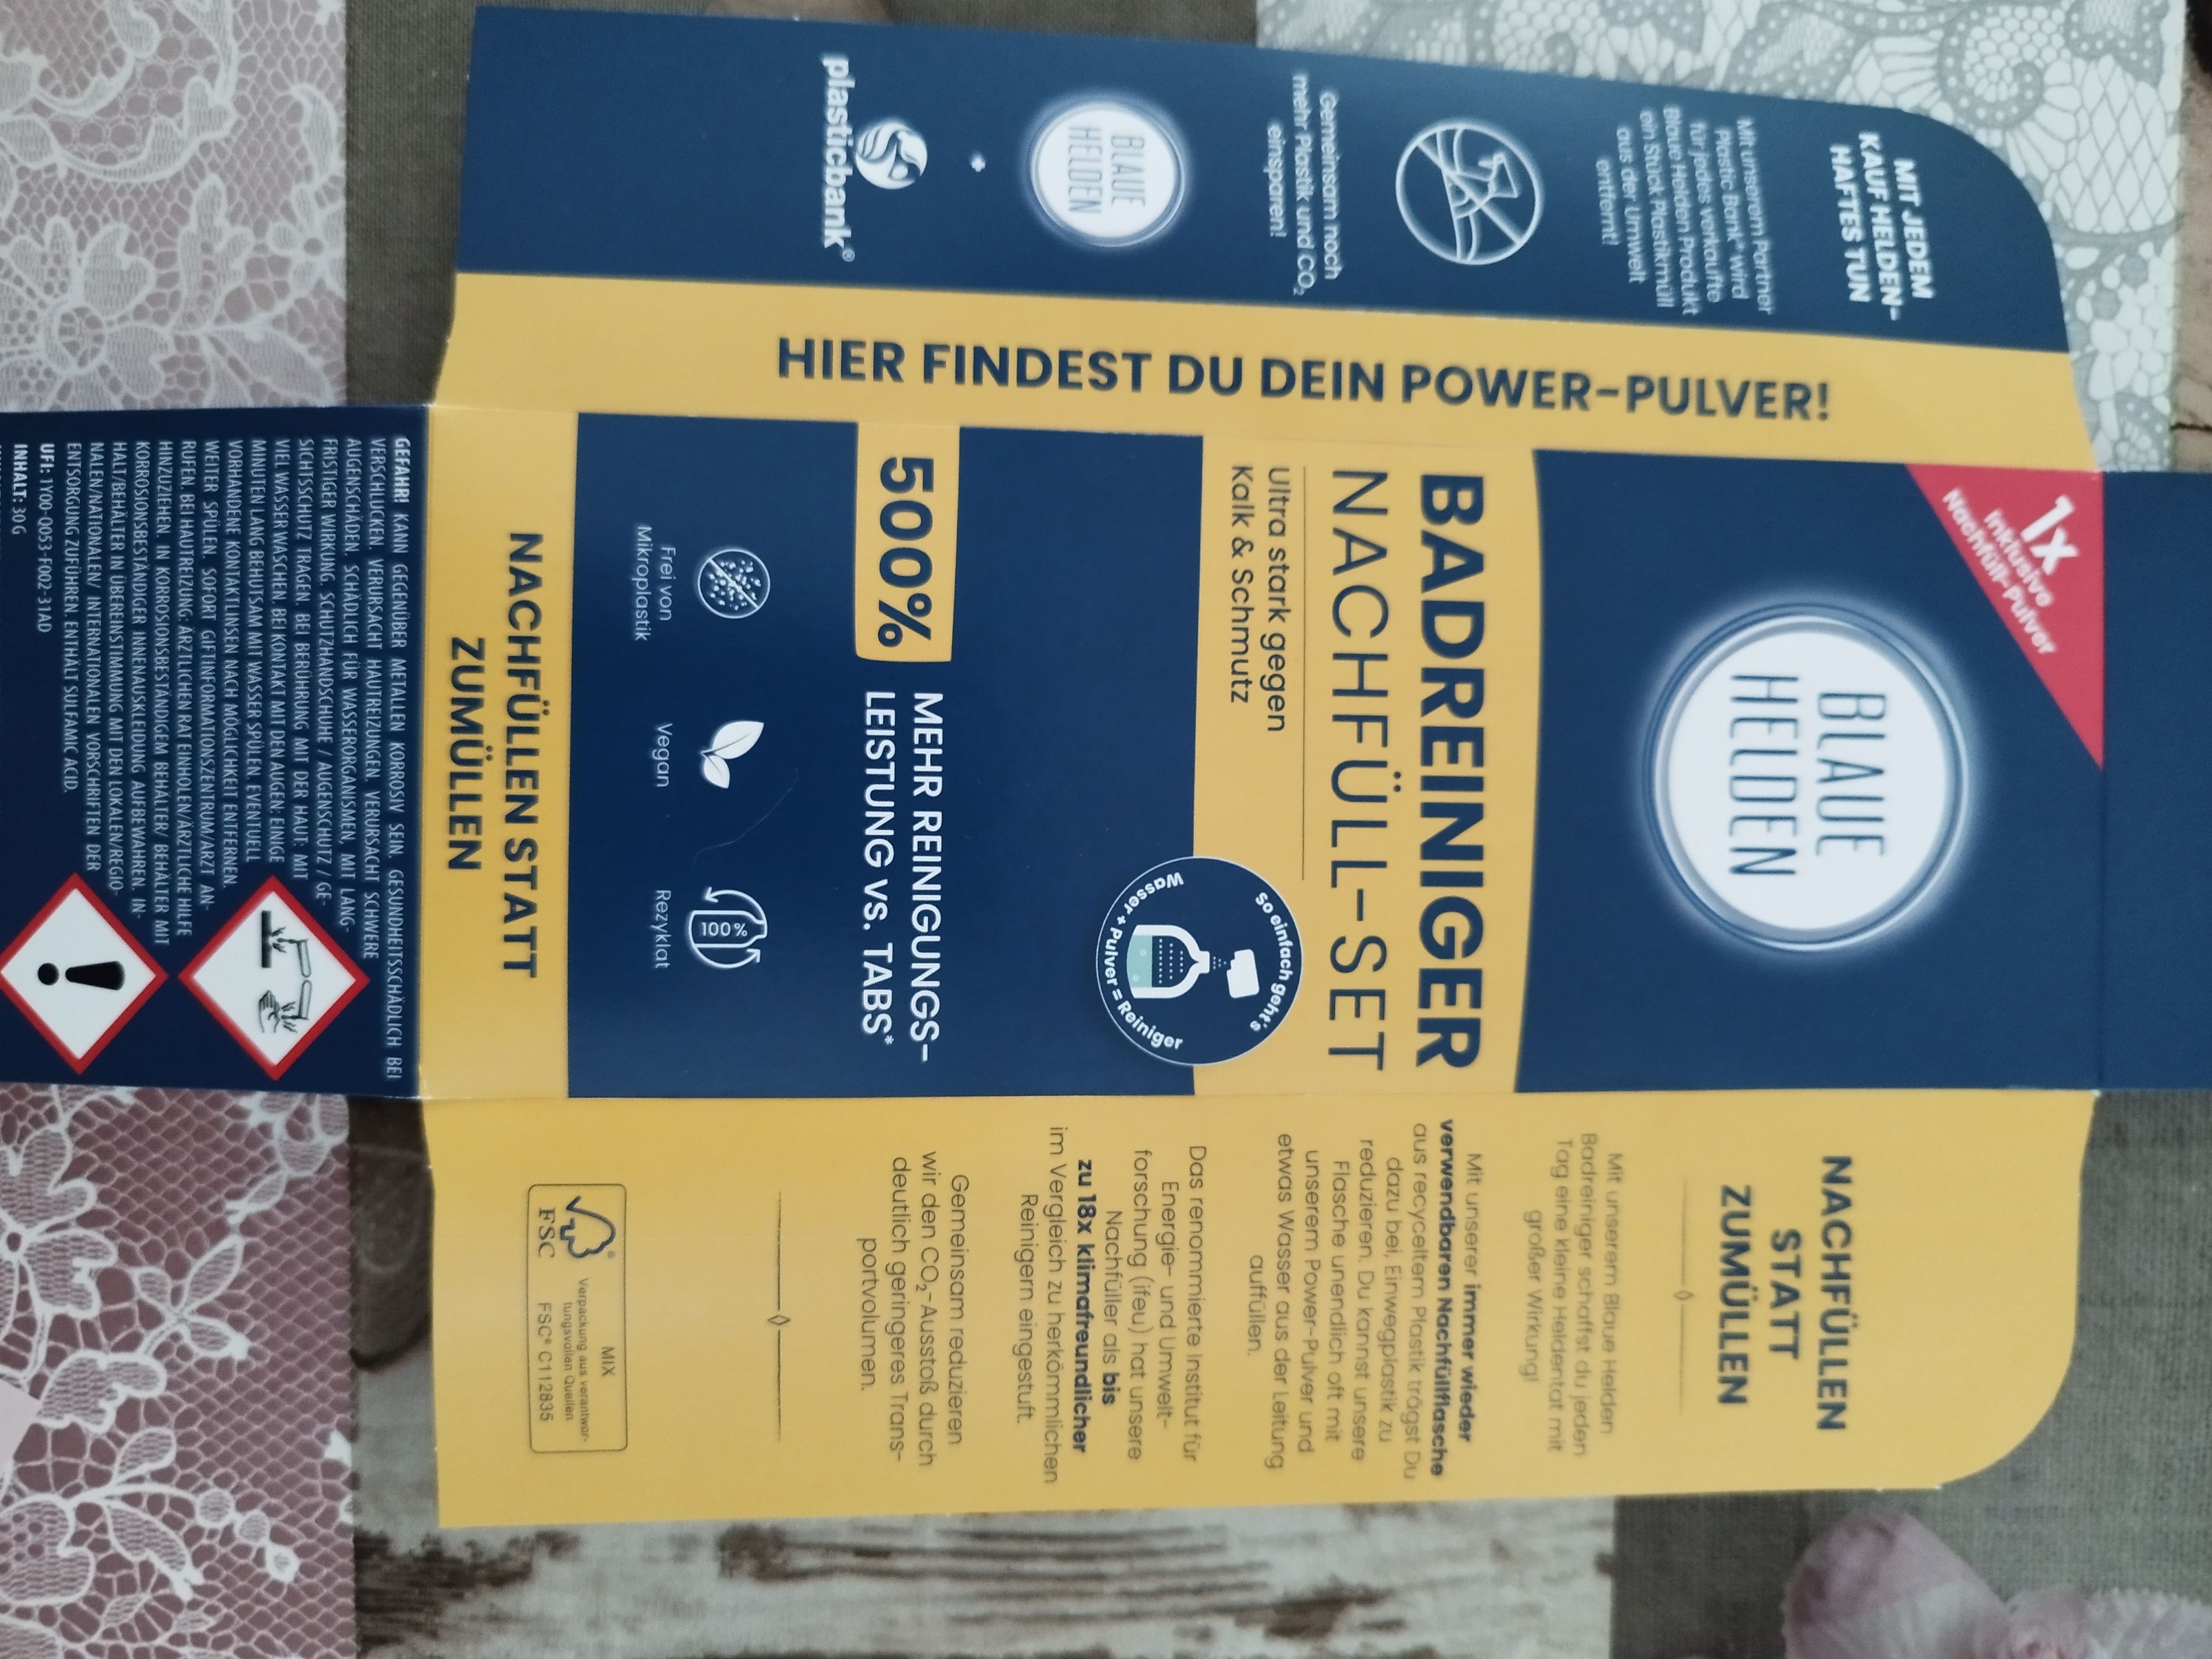 MIT JEDEM
KAUF HELDEN-
HAFTES TUN
Mit unserem Partner
Plastic Bank® wird
für jedes verkaufte
Blaue Helden Produkt
ein Stück Plastikmüll
aus der Umwelt
entfernt!
Gemeinsam noch
mehr Plastik und CO₂
einsparen!
BLAUE
HELDEN
+
plasticbank®
HIER FINDEST DU DEIN POWER-PULVER!
1x
inklusive
Nachfüll-Pulver
BLAUE
HELDEN
BADREINIGER
NACHFÜLL-SET
Ultra stark gegen
Kalk & Schmutz
So einfach geht's
Wasser + Pulver = Reiniger
500%
MEHR REINIGUNGS-
LEISTUNG vs. TABS*
Frei von
Mikroplastik
Vegan
100%
Rezyklat
NACHFÜLLEN STATT
ZUMÜLLEN
NACHFÜLLEN
STATT
ZUMÜLLEN
Mit unserem Blaue Helden
Badreiniger schaffst du jeden
Tag eine kleine Heldentat mit
großer Wirkung!
Mit unserer immer wieder
verwendbaren Nachfüllflasche
aus recyceltem Plastik trägst Du
dazu bei, Einwegplastik zu
reduzieren. Du kannst unsere
Flasche unendlich oft mit
unserem Power-Pulver und
etwas Wasser aus der Leitung
auffüllen.
Das renommierte Institut für
Energie- und Umwelt-
forschung (ifeu) hat unsere
Nachfüller als bis
zu 18x klimafreundlicher
im Vergleich zu herkömmlichen
Reinigern eingestuft.
Gemeinsam reduzieren
wir den CO₂-Ausstoß durch
deutlich geringeres Trans-
portvolumen.
FSC®
MIX
Verpackung aus verantwor-
tungsvollen Quellen
FSC® C112835
GEFAHR! KANN GEGENÜBER METALLEN KORROSIV SEIN. GESUNDHEITSSCHÄDLICH BEI
VERSCHLUCKEN. VERURSACHT HAUTREIZUNGEN. VERURSACHT SCHWERE
AUGENSCHÄDEN. SCHÄDLICH FÜR WASSERORGANISMEN, MIT LANG-
FRISTIGER WIRKUNG. SCHUTZHANDSCHUHE / AUGENSCHUTZ / GE-
SICHTSSCHUTZ TRAGEN. BEI BERÜHRUNG MIT DER HAUT: MIT
VIEL WASSER WASCHEN. BEI KONTAKT MIT DEN AUGEN: EINIGE
MINUTEN LANG BEHUTSAM MIT WASSER SPÜLEN. EVENTUELL
VORHANDENE KONTAKTLINSEN NACH MÖGLICHKEIT ENTFERNEN.
WEITER SPÜLEN. SOFORT GIFTINFORMATIONSZENTRUM/ARZT AN-
RUFEN. BEI HAUTREIZUNG: ÄRZTLICHEN RAT EINHOLEN/ÄRZTLICHE HILFE
HINZUZIEHEN. IN KORROSIONSBESTÄNDIGEM BEHÄLTER/ BEHÄLTER MIT
KORROSIONSBESTÄNDIGER INNENAUSKLEIDUNG AUFBEWAHREN. IN-
HALT/BEHÄLTER IN ÜBEREINSTIMMUNG MIT DEN LOKALEN/REGIO-
NALEN/NATIONALEN/ INTERNATIONALEN VORSCHRIFTEN DER
ENTSORGUNG ZUFÜHREN. ENTHÄLT SULFAMIC ACID.
UFI: 1Y00-Q053-F002-31AD
INHALT: 30 G